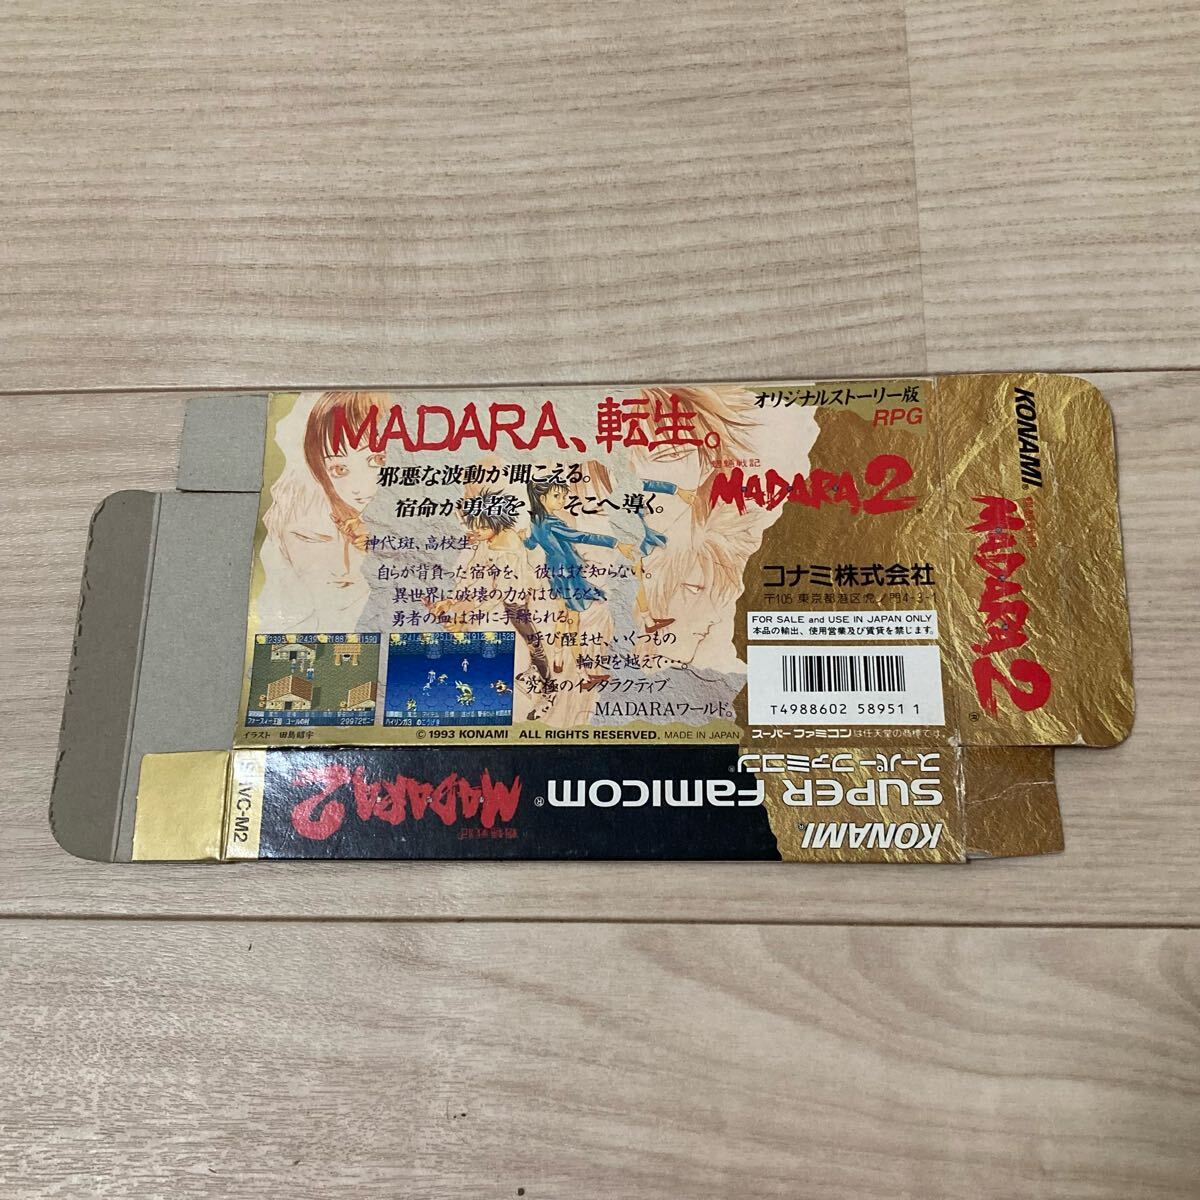 MADARA、転生。
邪悪な波動が聞こえる。
宿命が勇者を、そこへ導く。
神代斑、高校生。
自らが背負った宿命を、彼はまだ知らない。
異世界に破壊の力がはびこるとき、
勇者の血は神に手繰られる。
呼び醒ませ、いくつもの
輪廻を越えて…。
究極のインタラクティブ
MADARAワールド。
イラスト 田島昭宇
©1993 KONAMI ALL RIGHTS RESERVED. MADE IN JAPAN
オリジナルストーリー版
RPG
MADARA2
コナミ株式会社
〒105 東京都港区虎ノ門4-3-1
FOR SALE and USE IN JAPAN ONLY
本品の輸出、使用営業及び賃貸を禁じます。
T4988602 58951 1
スーパーファミコンは任天堂の商標です。
KONAMI®
MADARA2
SHVC-M2
KONAMI®
SUPER FAMICOM®
スーパーファミコン®
MADARA2